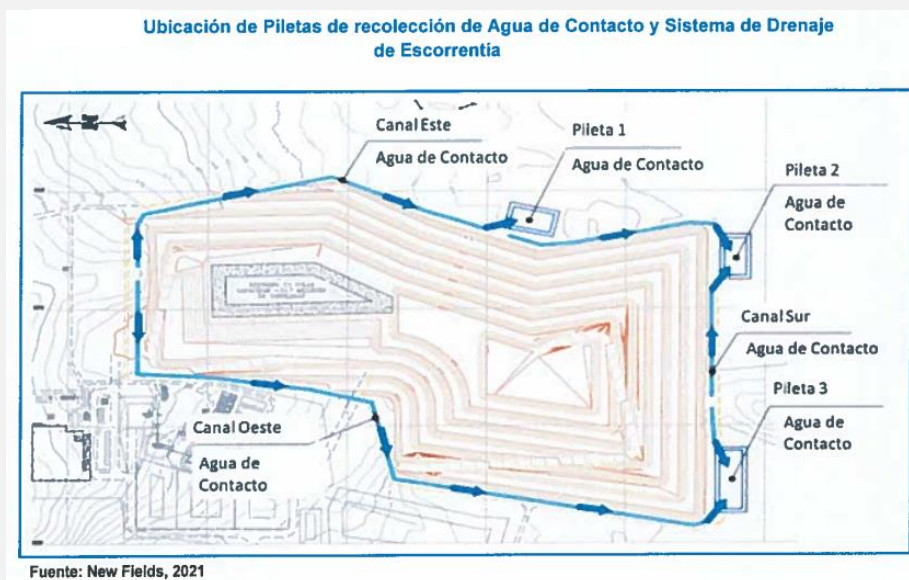 Ubicación de Piletas de recolección de Agua de Contacto y Sistema de Drenaje
de Escorrentía
N
Canal Este
Agua de Contacto
Pileta 1
Agua de Contacto
Pileta 2
Agua de
Contacto
Canal Sur
Agua de Contacto
Pileta 3
Agua de
Contacto
Canal Oeste
Agua de
Contacto
Fuente: New Fields, 2021